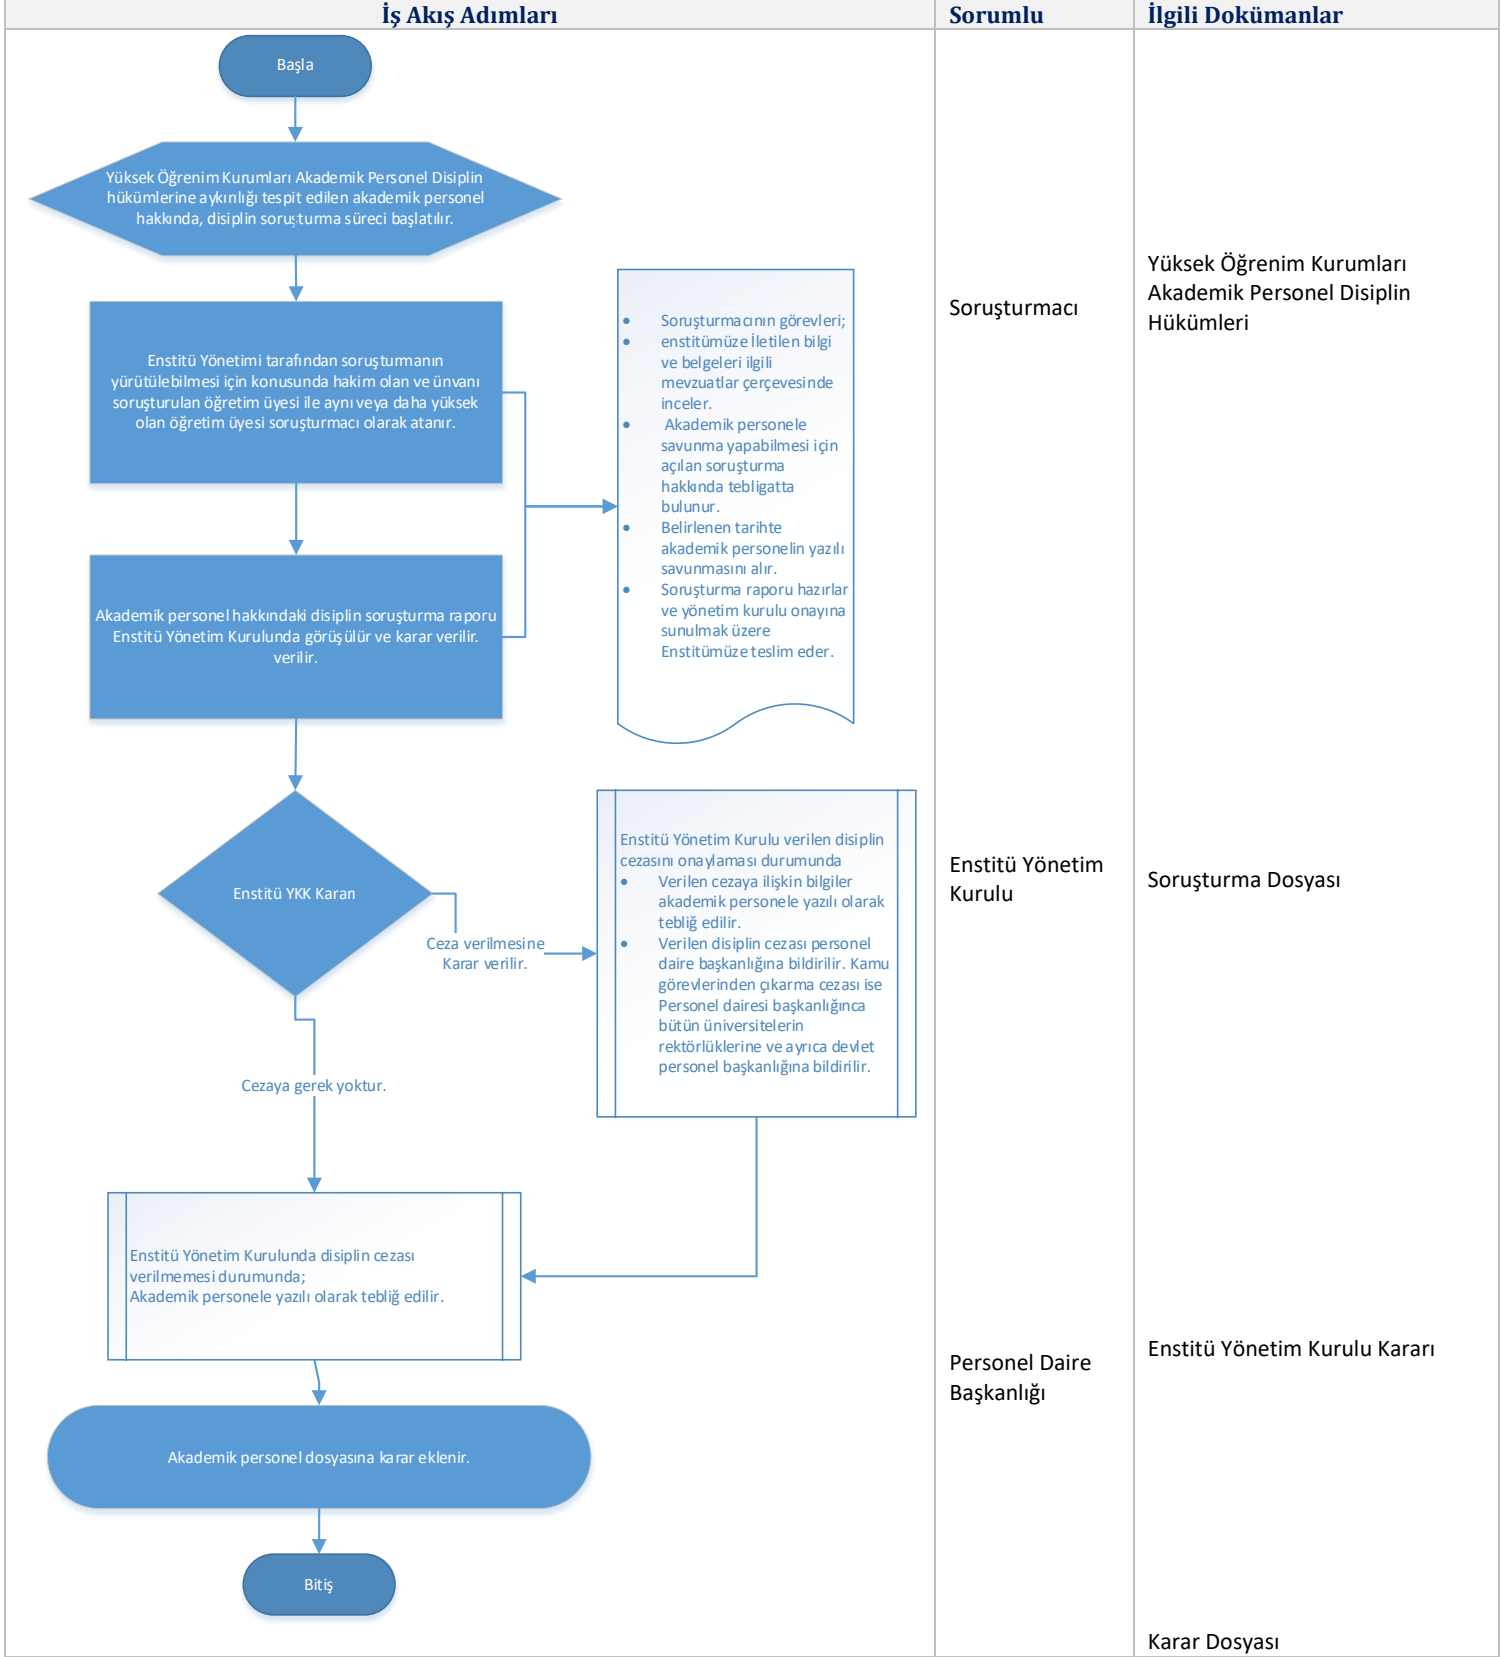 İş Akış Adımları
Sorumlu
İlgili Dokümanlar
Başla
Yüksek Öğrenim Kurumları Akademik Personel Disiplin
hükümlerine aykırılığı tespit edilen akademik personel
hakkında, disiplin soruşturma süreci başlatılır.
Enstitü Yönetimi tarafından soruşturmanın
yürütülebilmesi için konusunda hakim olan ve ünvanı
soruşturulan öğretim üyesi ile aynı veya daha yüksek
olan öğretim üyesi soruşturmacı olarak atanır.
• Soruşturmacının görevleri;
• enstitümüze İletilen bilgi
ve belgeleri ilgili
mevzuatlar çerçevesinde
inceler.
• Akademik personele
savunma yapabilmesi için
açılan soruşturma
hakkında tebligatta
bulunur.
• Belirlenen tarihte
akademik personelin yazılı
savunmasını alır.
• Soruşturma raporu hazırlar
ve yönetim kurulu onayına
sunulmak üzere
Enstitümüze teslim eder.
Soruşturmacı
Yüksek Öğrenim Kurumları
Akademik Personel Disiplin
Hükümleri
Akademik personel hakkındaki disiplin soruşturma raporu
Enstitü Yönetim Kurulunda görüşülür ve karar verilir.
verilir.
Enstitü YKK Kararı
Ceza verilmesine
Karar verilir.
Enstitü Yönetim Kurulu verilen disiplin
cezasını onaylaması durumunda
• Verilen cezaya ilişkin bilgiler
akademik personele yazılı olarak
tebliğ edilir.
• Verilen disiplin cezası personel
daire başkanlığına bildirilir. Kamu
görevlerinden çıkarma cezası ise
Personel dairesi başkanlığınca
bütün üniversitelerin
rektörlüklerine ve ayrıca devlet
personel başkanlığına bildirilir.
Enstitü Yönetim
Kurulu
Soruşturma Dosyası
Cezaya gerek yoktur.
Enstitü Yönetim Kurulunda disiplin cezası
verilmemesi durumunda;
Akademik personele yazılı olarak tebliğ edilir.
Personel Daire
Başkanlığı
Enstitü Yönetim Kurulu Kararı
Akademik personel dosyasına karar eklenir.
Bitiş
Karar Dosyası